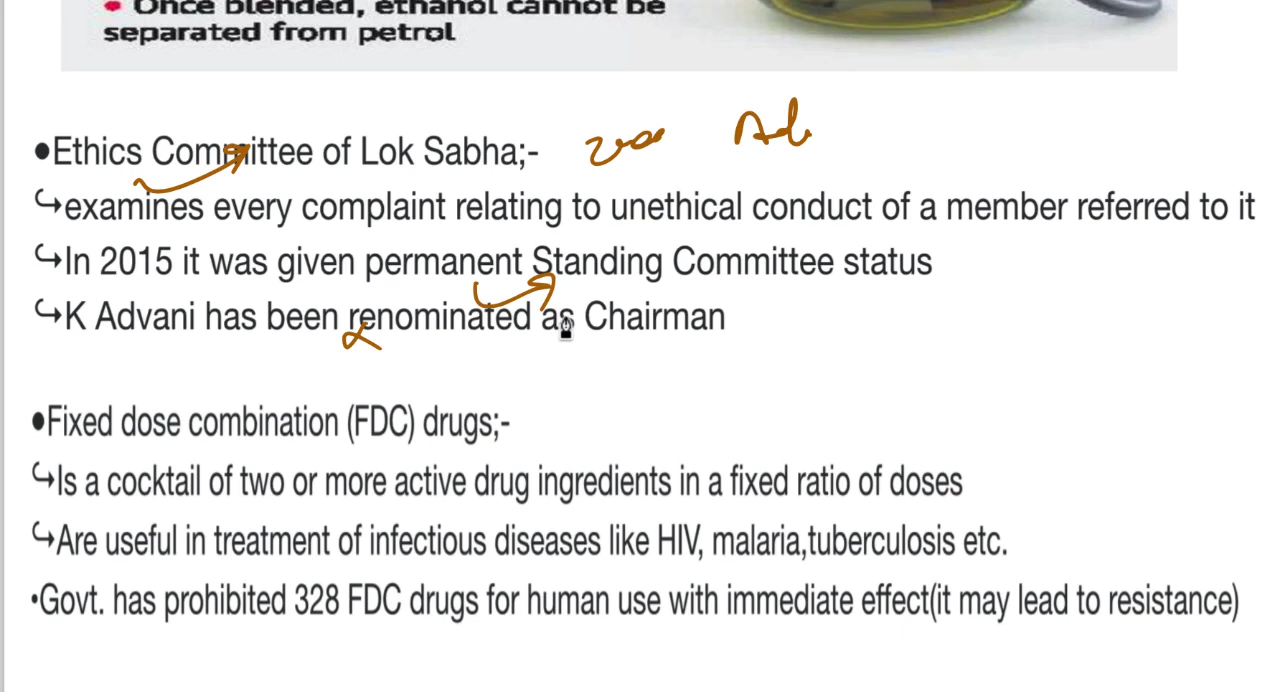 • Once blended, ethanol cannot be
separated from petrol
•Ethics Committee of Lok Sabha;-
↪examines every complaint relating to unethical conduct of a member referred to it
↪In 2015 it was given permanent Standing Committee status
↪K Advani has been renominated as Chairman
•Fixed dose combination (FDC) drugs;-
↪Is a cocktail of two or more active drug ingredients in a fixed ratio of doses
↪Are useful in treatment of infectious diseases like HIV, malaria,tuberculosis etc.
•Govt. has prohibited 328 FDC drugs for human use with immediate effect(it may lead to resistance)